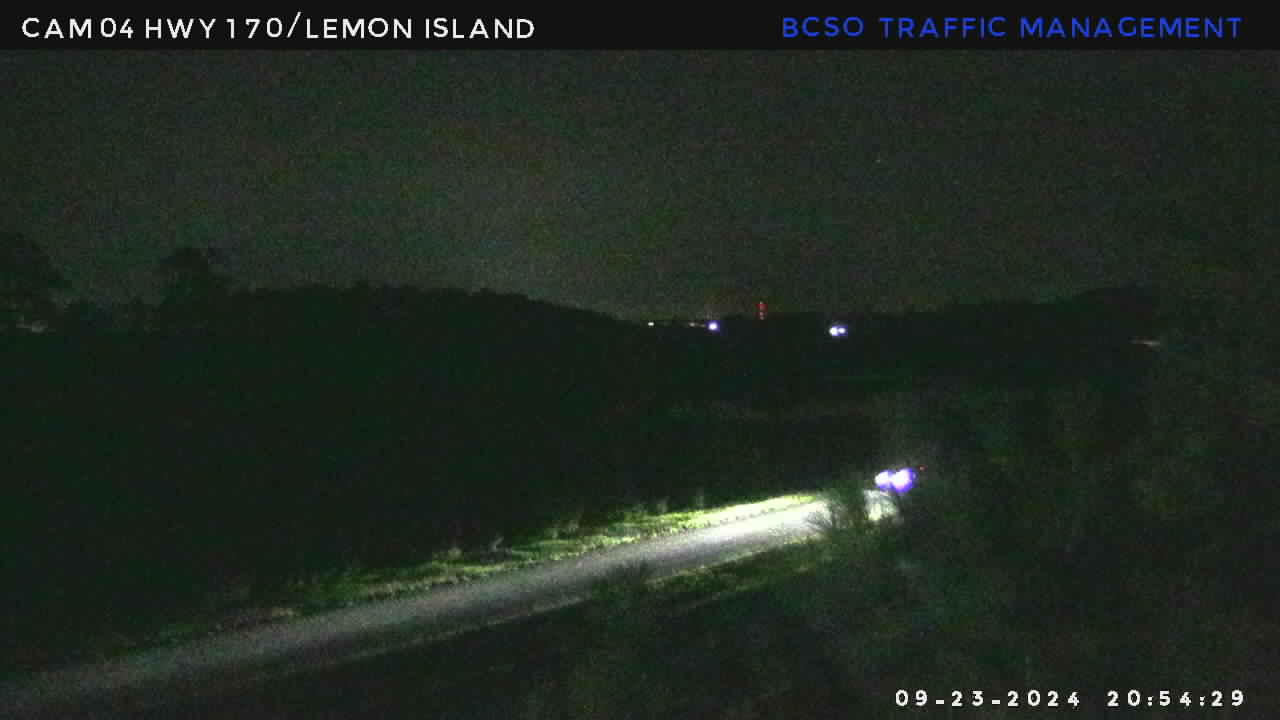 CAM04 HWY 170/LEMON ISLAND
BCSO TRAFFIC MANAGEMENT
09-23-2024 20:54:29